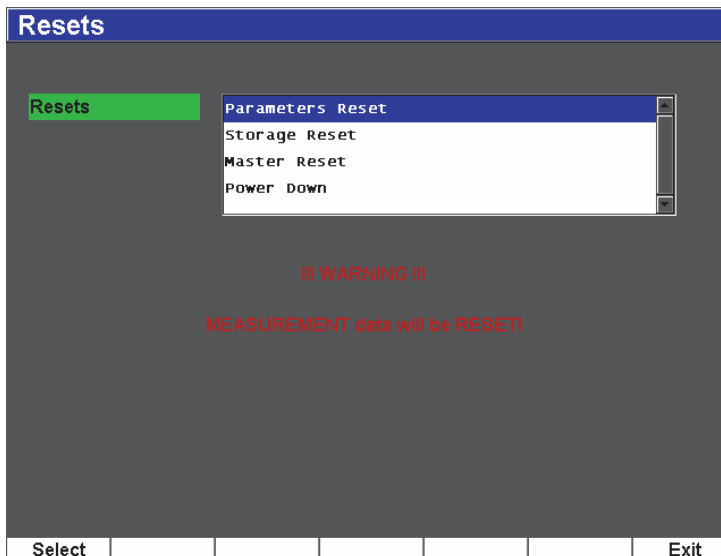 Resets
Resets
Parameters Reset
Storage Reset
Master Reset
Power Down
!!! WARNING !!!
MEASUREMENT data will be RESET!
Select
Exit